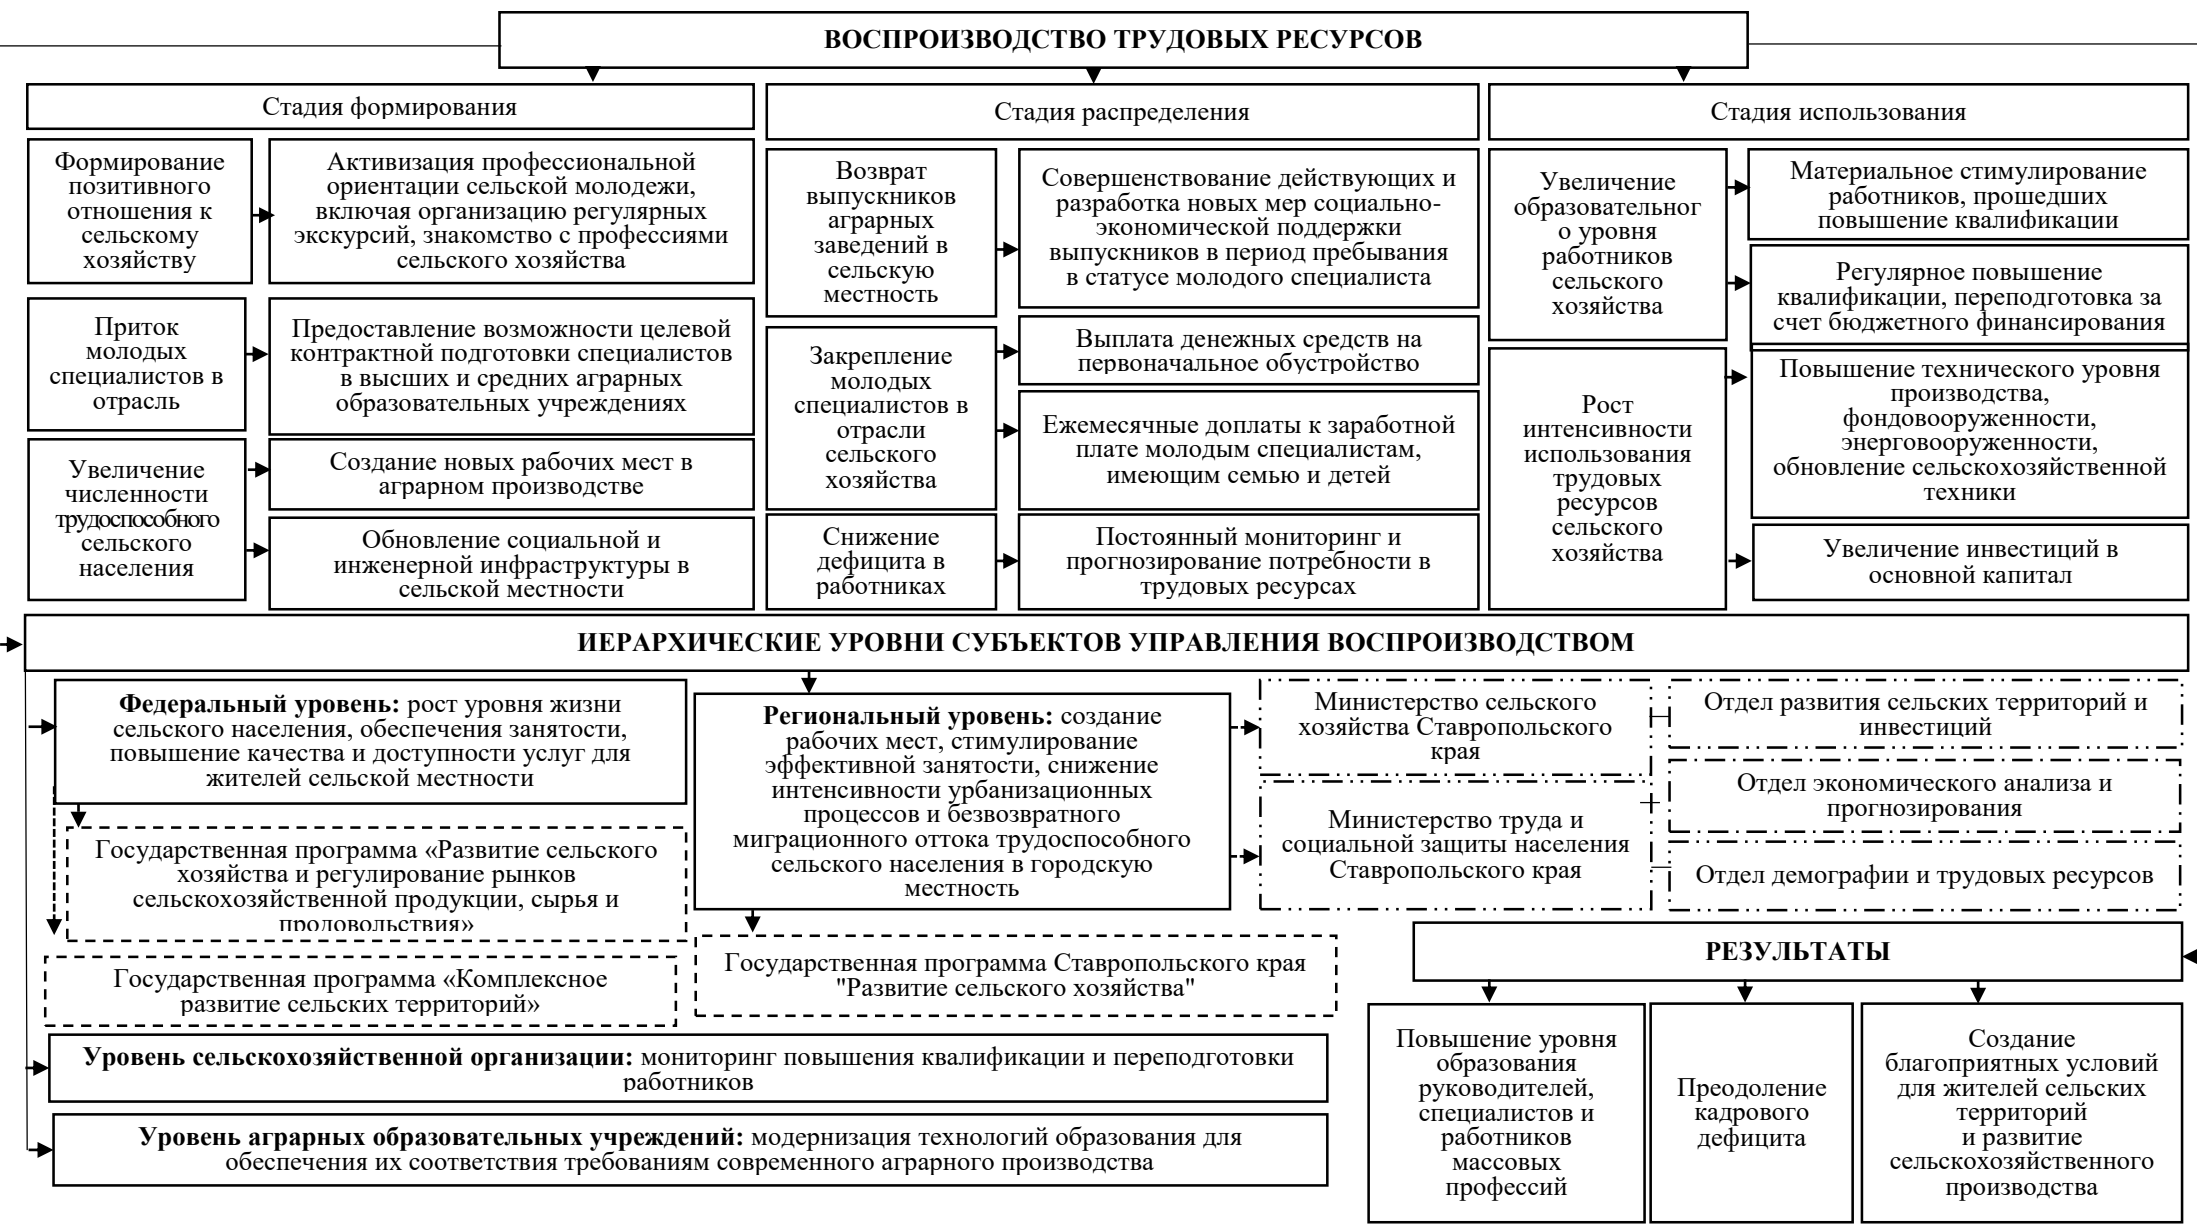 ВОСПРОИЗВОДСТВО ТРУДОВЫХ РЕСУРСОВ
Стадия формирования
Формирование
позитивного
отношения к
сельскому
хозяйству
Активизация профессиональной
ориентации сельской молодежи,
включая организацию регулярных
экскурсий, знакомство с профессиями
сельского хозяйства
Приток
молодых
специалистов в
отрасль
Предоставление возможности целевой
контрактной подготовки специалистов
в высших и средних аграрных
образовательных учреждениях
Увеличение
численности
трудоспособного
сельского
населения
Создание новых рабочих мест в
аграрном производстве
Обновление социальной и
инженерной инфраструктуры в
сельской местности
Стадия распределения
Возврат
выпускников
аграрных
заведений в
сельскую
местность
Совершенствование действующих и
разработка новых мер социально-
экономической поддержки
выпускников в период пребывания
в статусе молодого специалиста
Закрепление
молодых
специалистов в
отрасли
сельского
хозяйства
Выплата денежных средств на
первоначальное обустройство
Ежемесячные доплаты к заработной
плате молодым специалистам,
имеющим семью и детей
Снижение
дефицита в
работниках
Постоянный мониторинг и
прогнозирование потребности в
трудовых ресурсах
Стадия использования
Увеличение
образовательног
о уровня
работников
сельского
хозяйства
Материальное стимулирование
работников, прошедших
повышение квалификации
Регулярное повышение
квалификации, переподготовка за
счет бюджетного финансирования
Рост
интенсивности
использования
трудовых
ресурсов
сельского
хозяйства
Повышение технического уровня
производства,
фондовооруженности,
энерговооруженности,
обновление сельскохозяйственной
техники
Увеличение инвестиций в
основной капитал
ИЕРАРХИЧЕСКИЕ УРОВНИ СУБЪЕКТОВ УПРАВЛЕНИЯ ВОСПРОИЗВОДСТВОМ
Федеральный уровень: рост уровня жизни
сельского населения, обеспечения занятости,
повышение качества и доступности услуг для
жителей сельской местности
Государственная программа «Развитие сельского
хозяйства и регулирование рынков
сельскохозяйственной продукции, сырья и
продовольствия»
Государственная программа «Комплексное
развитие сельских территорий»
Региональный уровень: создание
рабочих мест, стимулирование
эффективной занятости, снижение
интенсивности урбанизационных
процессов и безвозвратного
миграционного оттока трудоспособного
сельского населения в городскую
местность
Государственная программа Ставропольского края
"Развитие сельского хозяйства"
Министерство сельского
хозяйства Ставропольского
края
Министерство труда и
социальной защиты населения
Ставропольского края
Отдел развития сельских территорий и
инвестиций
Отдел экономического анализа и
прогнозирования
Отдел демографии и трудовых ресурсов
Уровень сельскохозяйственной организации: мониторинг повышения квалификации и переподготовки
работников
Уровень аграрных образовательных учреждений: модернизация технологий образования для
обеспечения их соответствия требованиям современного аграрного производства
РЕЗУЛЬТАТЫ
Повышение уровня
образования
руководителей,
специалистов и
работников
массовых
профессий
Преодоление
кадрового
дефицита
Создание
благоприятных условий
для жителей сельских
территорий
и развитие
сельскохозяйственного
производства